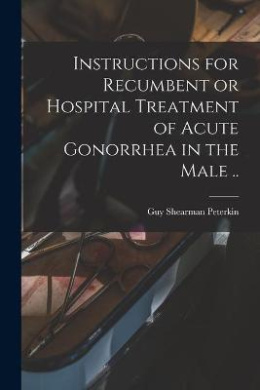 Instructions for
Recumbent or
Hospital Treatment
of Acute
Gonorrhea in the
Male ..
Guy Shearman Peterkin